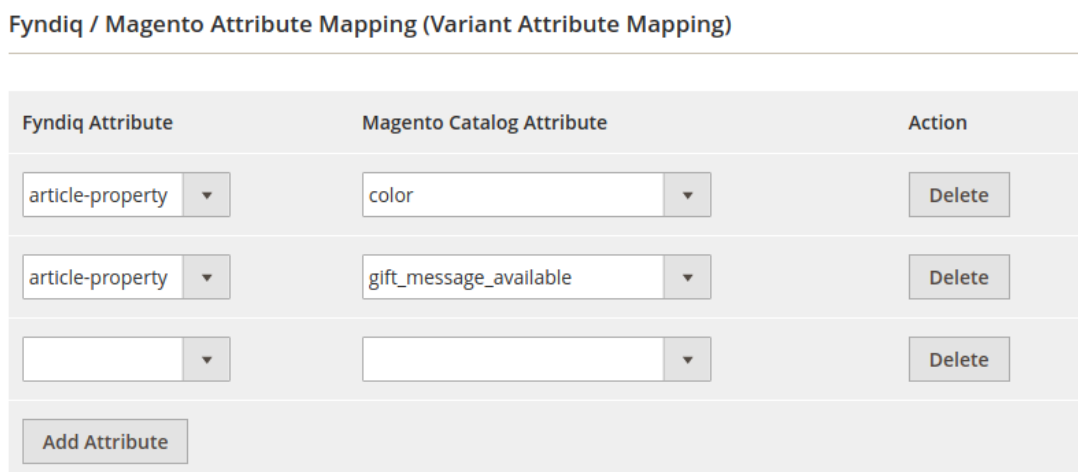 Fyndiq / Magento Attribute Mapping (Variant Attribute Mapping)
Fyndiq Attribute Magento Catalog Attribute Action
article-property color Delete
article-property gift_message_available Delete
Delete
Add Attribute